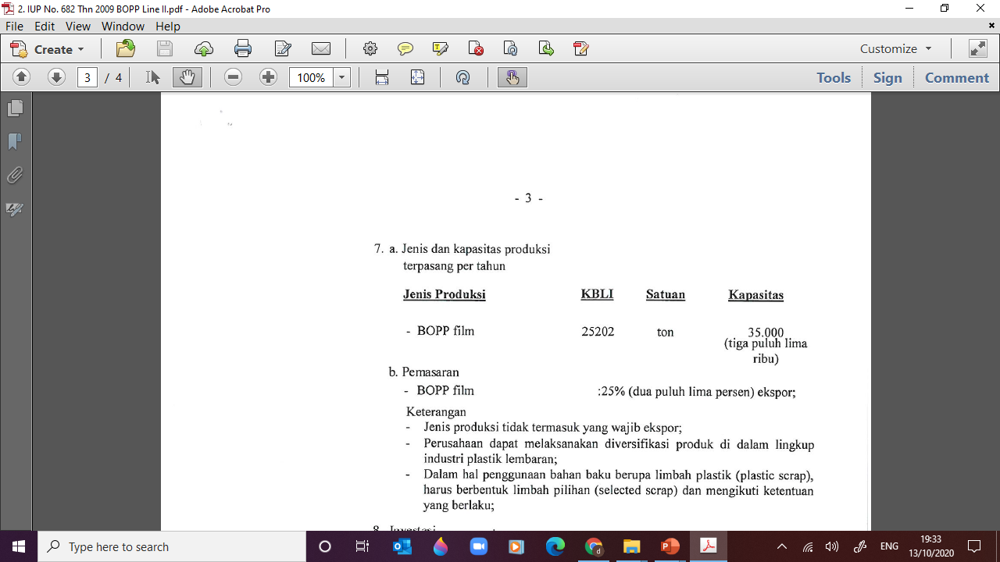 2. IUP No. 682 Thn 2009 BOPP Line II.pdf - Adobe Acrobat Pro
File Edit View Window Help
Create Customize
3 / 4 100% Tools Sign Comment
- 3 -
7. a. Jenis dan kapasitas produksi
terpasang per tahun
Jenis Produksi KBLI Satuan Kapasitas
- BOPP film 25202 ton 35.000
(tiga puluh lima
ribu)
b. Pemasaran
- BOPP film :25% (dua puluh lima persen) ekspor;
Keterangan
- Jenis produksi tidak termasuk yang wajib ekspor;
- Perusahaan dapat melaksanakan diversifikasi produk di dalam lingkup
industri plastik lembaran;
- Dalam hal penggunaan bahan baku berupa limbah plastik (plastic scrap),
harus berbentuk limbah pilihan (selected scrap) dan mengikuti ketentuan
yang berlaku;
8. Investasi :
Type here to search ENG 19:33
13/10/2020